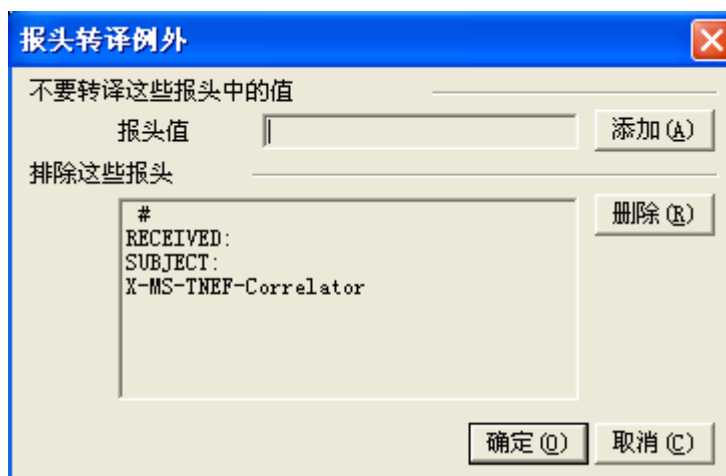 报头转译例外
不要转译这些报头中的值
报头值 添加(A)
排除这些报头
删除(R)
#
RECEIVED:
SUBJECT:
X-MS-TNEF-Correlator
确定(O) 取消(C)